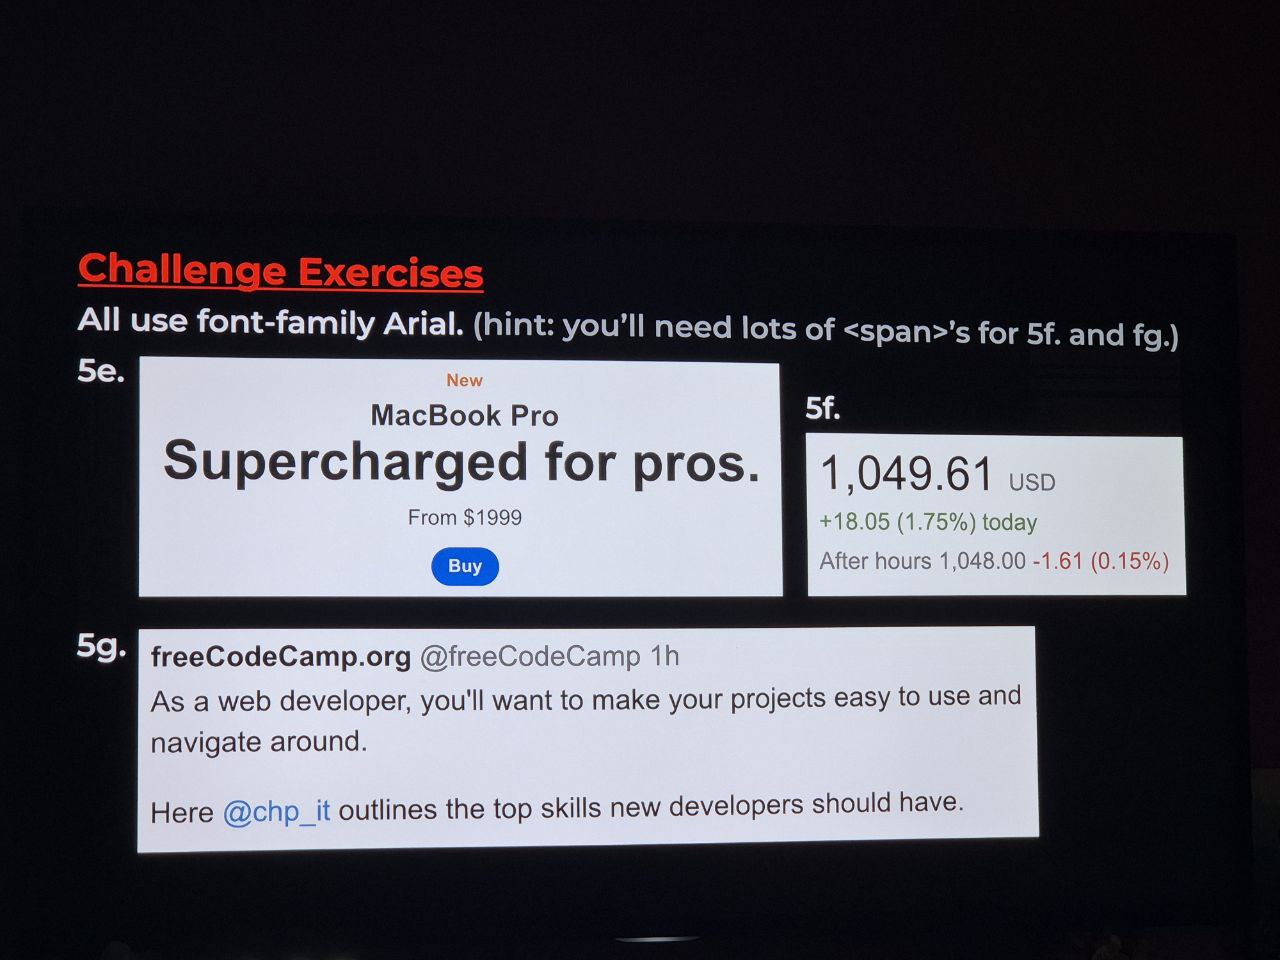 Challenge Exercises
All use font-family Arial. (hint: you'll need lots of <span>'s for 5f. and fg.)
5e.
New
MacBook Pro
Supercharged for pros.
From $1999
Buy
5f.
1,049.61 USD
+18.05 (1.75%) today
After hours 1,048.00 -1.61 (0.15%)
5g.
freeCodeCamp.org @freeCodeCamp 1h
As a web developer, you'll want to make your projects easy to use and
navigate around.
Here @chp_it outlines the top skills new developers should have.